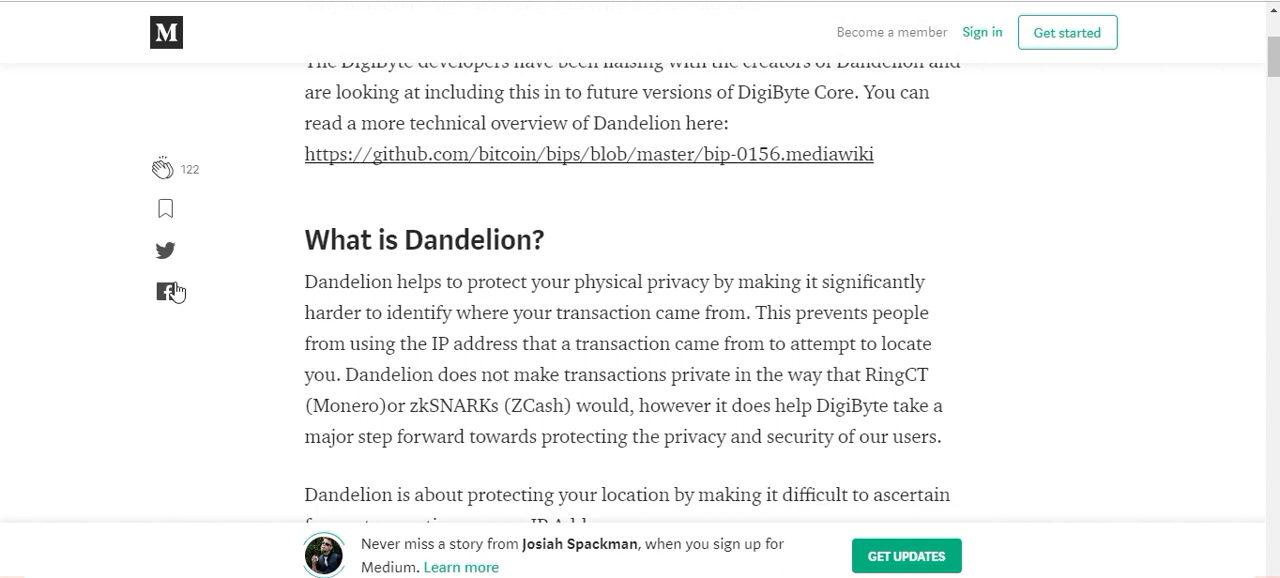 M
Become a member Sign in Get started
The DigiByte developers have been liaising with the creators of Dandelion and
are looking at including this in to future versions of DigiByte Core. You can
read a more technical overview of Dandelion here:
https://github.com/bitcoin/bips/blob/master/bip-0156.mediawiki
122
What is Dandelion?
Dandelion helps to protect your physical privacy by making it significantly
harder to identify where your transaction came from. This prevents people
from using the IP address that a transaction came from to attempt to locate
you. Dandelion does not make transactions private in the way that RingCT
(Monero)or zkSNARKs (ZCash) would, however it does help DigiByte take a
major step forward towards protecting the privacy and security of our users.
Dandelion is about protecting your location by making it difficult to ascertain
Never miss a story from Josiah Spackman, when you sign up for
Medium. Learn more
GET UPDATES